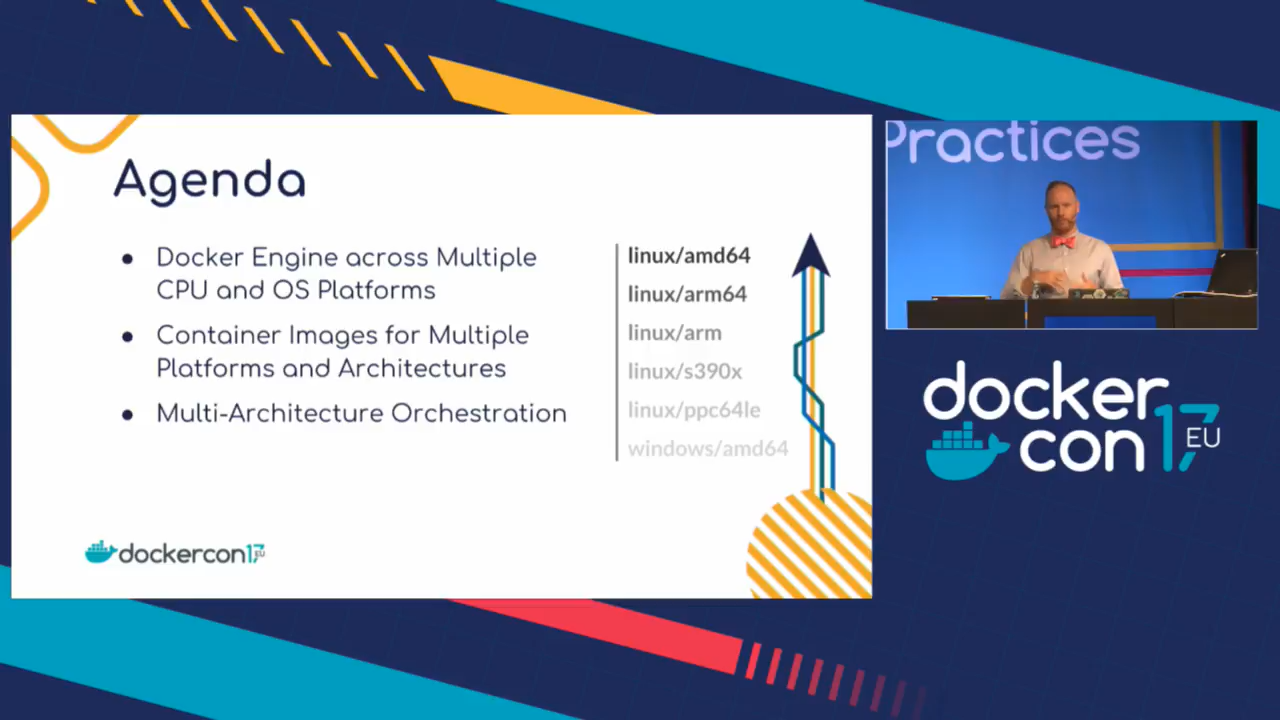 Agenda
Docker Engine across Multiple
CPU and OS Platforms
Container Images for Multiple
Platforms and Architectures
Multi-Architecture Orchestration
linux/amd64
linux/arm64
linux/arm
linux/s390x
linux/ppc64le
windows/amd64
dockercon17 EU
Practices
docker
con 17 EU